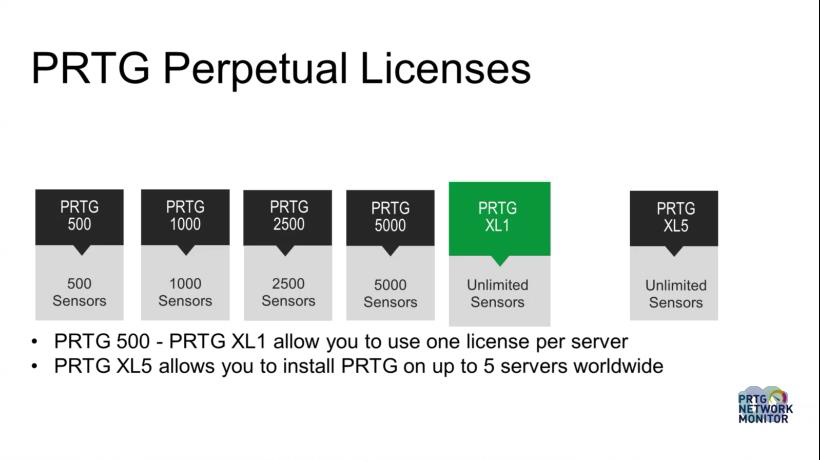 PRTG Perpetual Licenses
PRTG
500
500
Sensors
PRTG
1000
1000
Sensors
PRTG
2500
2500
Sensors
PRTG
5000
5000
Sensors
PRTG
XL1
Unlimited
Sensors
PRTG
XL5
Unlimited
Sensors
• PRTG 500 - PRTG XL1 allow you to use one license per server
• PRTG XL5 allows you to install PRTG on up to 5 servers worldwide
PRTG
NETWORK
MONITOR